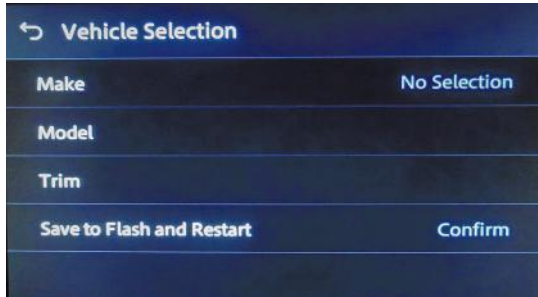 Vehicle Selection
Make No Selection
Model
Trim
Save to Flash and Restart Confirm